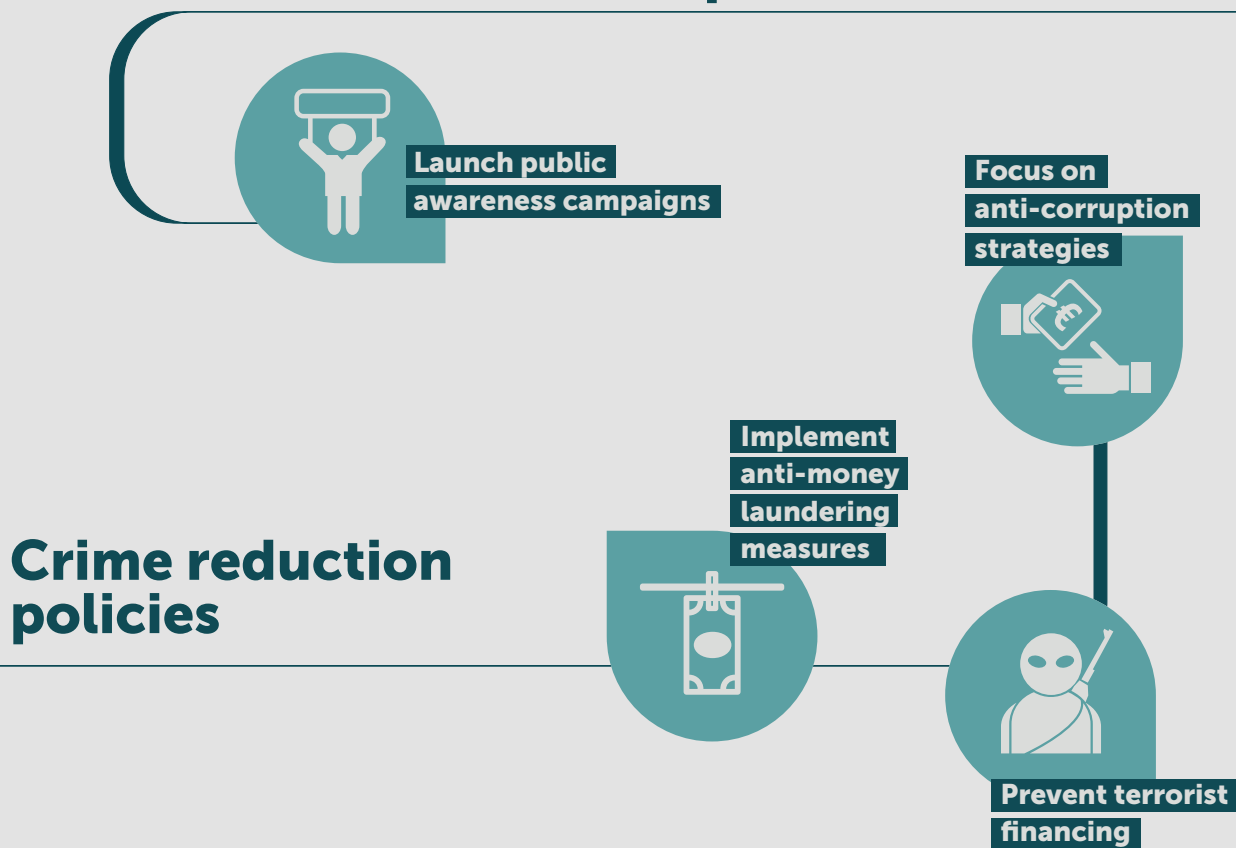 Launch public
awareness campaigns
Focus on
anti-corruption
strategies
Implement
anti-money
laundering
measures
Crime reduction
policies
Prevent terrorist
financing